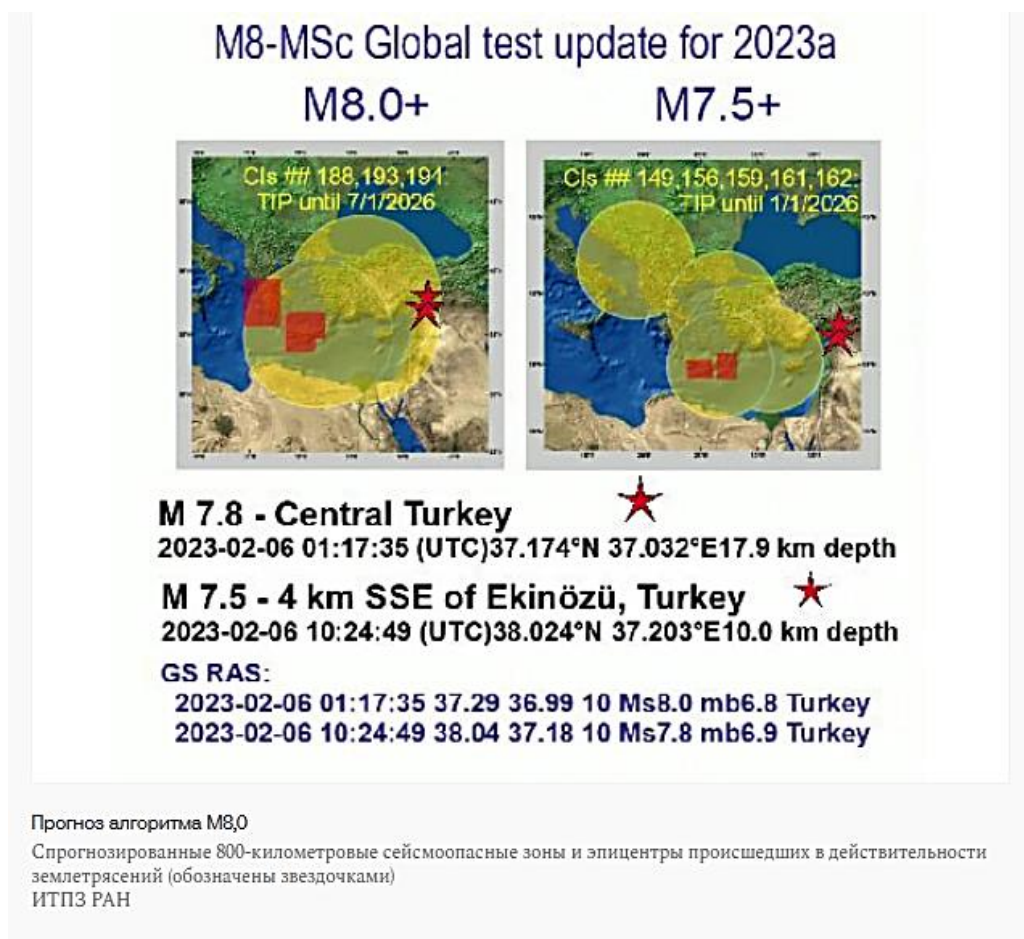 M8-MSc Global test update for 2023a
M8.0+
M7.5+
CIs ## 188,193,194:
TIP until 7/1/2026
CIs ## 149,156,159,161,162:
TIP until 1/1/2026
M 7.8 - Central Turkey
2023-02-06 01:17:35 (UTC)37.174°N 37.032°E17.9 km depth
M 7.5 - 4 km SSE of Ekinözü, Turkey
2023-02-06 10:24:49 (UTC)38.024°N 37.203°E10.0 km depth
GS RAS:
2023-02-06 01:17:35 37.29 36.99 10 Ms8.0 mb6.8 Turkey
2023-02-06 10:24:49 38.04 37.18 10 Ms7.8 mb6.9 Turkey
Прогноз алгоритма М8,0
Спрогнозированные 800-километровые сейсмоопасные зоны и эпицентры происшедших в действительности
землетрясений (обозначены звездочками)
ИТПЗ РАН